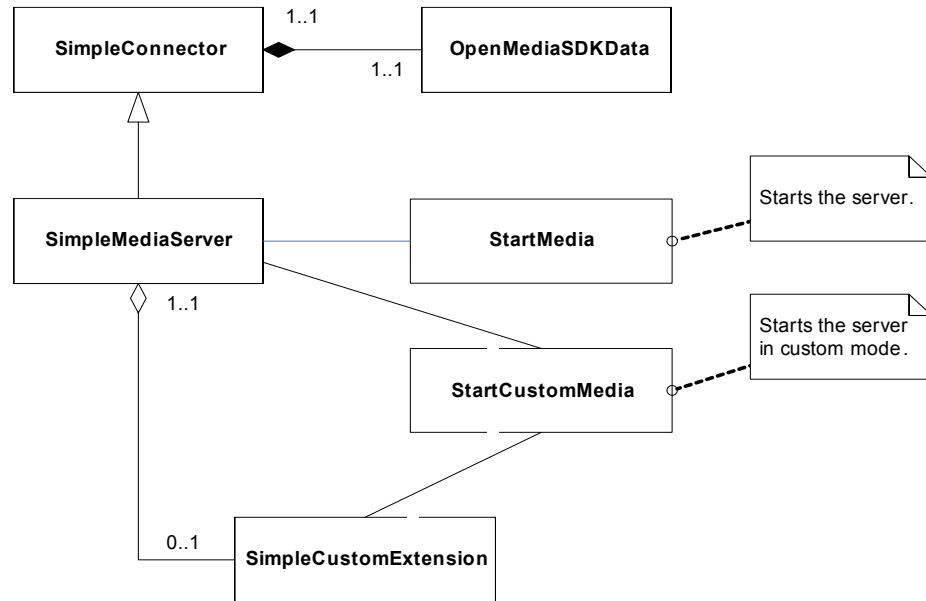 1..1
SimpleConnector
OpenMediaSDKData
1..1
Starts the server.
SimpleMediaServer
StartMedia
1..1
Starts the server
in custom mode.
StartCustomMedia
0..1
SimpleCustomExtension